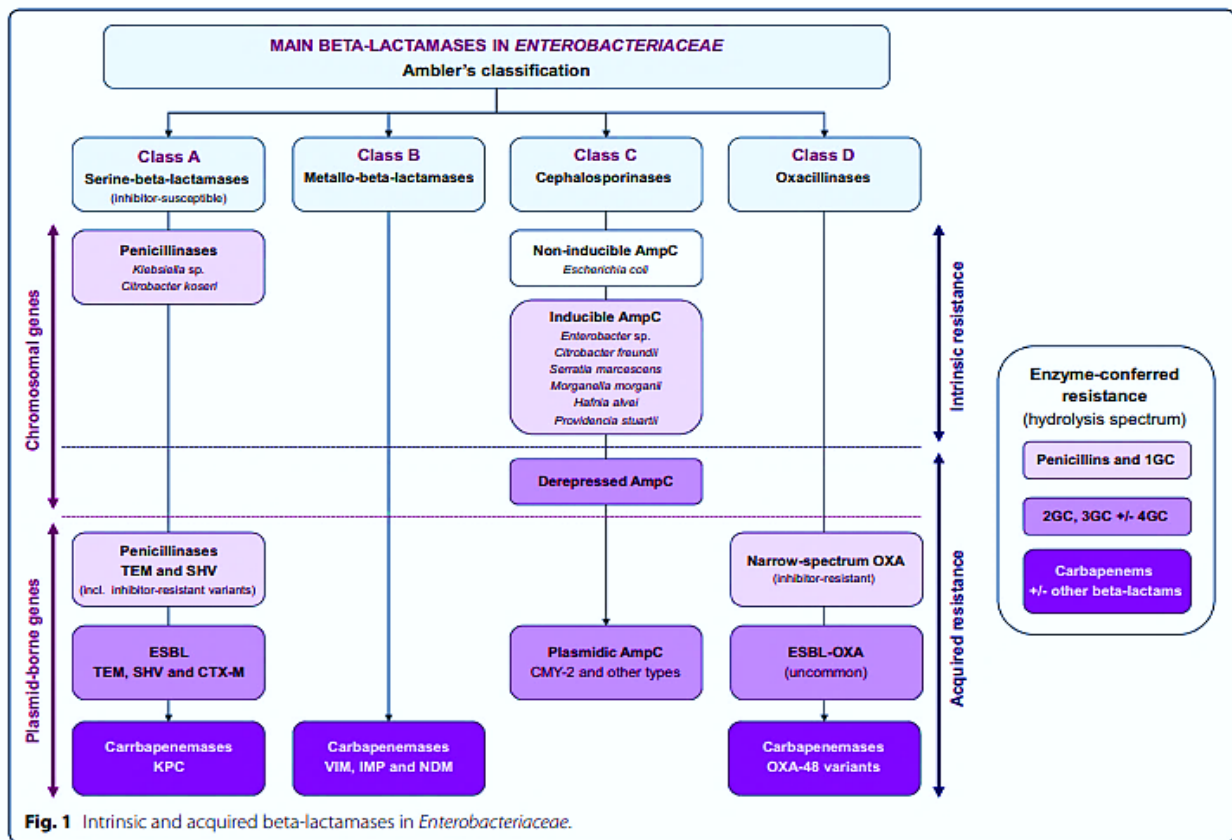 MAIN BETA-LACTAMASES IN ENTEROBACTERIACEAE
Ambler's classification
Class A
Serine-beta-lactamases
(inhibitor-susceptible)
Class B
Metallo-beta-lactamases
Class C
Cephalosporinases
Class D
Oxacillinases
Chromosomal genes
Plasmid-borne genes
Penicillinases
Klebsiella sp.
Citrobacter koseri
Non-inducible AmpC
Escherichia coli
Inducible AmpC
Enterobacter sp.
Citrobacter freundii
Serratia marcescens
Morganella morganii
Hafnia alvei
Providencia stuartii
Derepressed AmpC
Penicillinases
TEM and SHV
(incl. inhibitor-resistant variants)
Narrow-spectrum OXA
(inhibitor-resistant)
ESBL
TEM, SHV and CTX-M
Plasmidic AmpC
CMY-2 and other types
ESBL-OXA
(uncommon)
Carrbapenemases
KPC
Carbapenemases
VIM, IMP and NDM
Carbapenemases
OXA-48 variants
Intrinsic resistance
Acquired resistance
Enzyme-conferred
resistance
(hydrolysis spectrum)
Penicillins and 1GC
2GC, 3GC +/- 4GC
Carbapenems
+/- other beta-lactams
Fig. 1 Intrinsic and acquired beta-lactamases in Enterobacteriaceae.